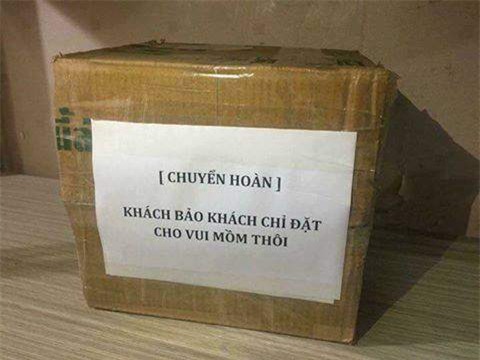 [ CHUYỂN HOÀN ]
KHÁCH BẢO KHÁCH CHỈ ĐẶT
CHO VUI MỒM THÔI